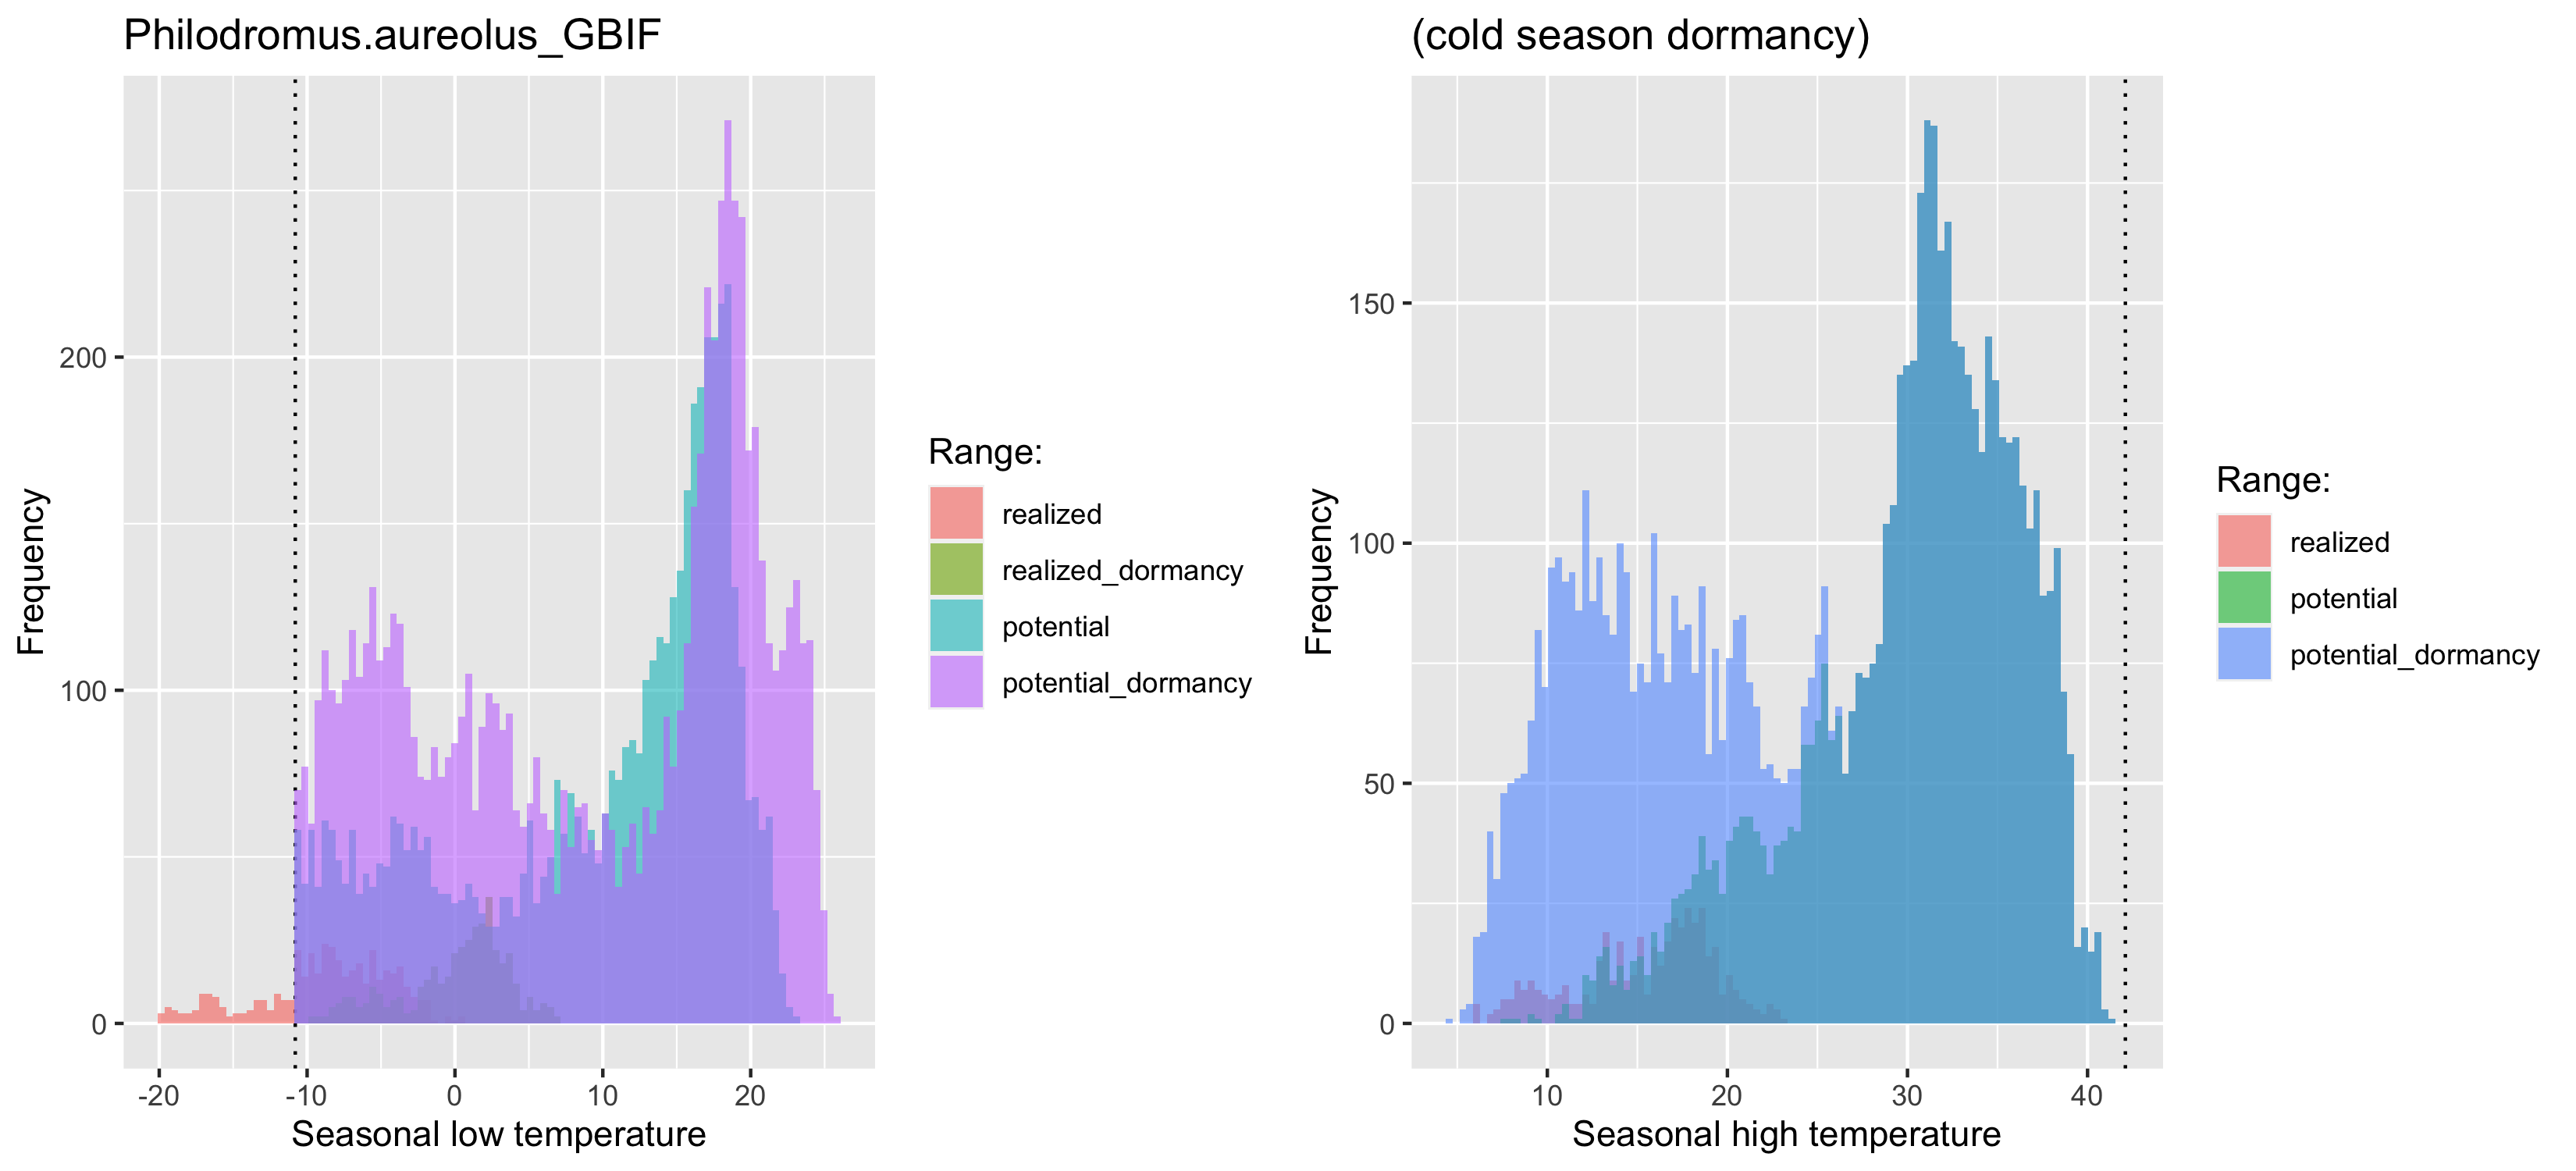 Philodromus.aureolus_GBIF
Frequency
200
100
0
-20 -10 0 10 20
Seasonal low temperature
Range:
realized
realized_dormancy
potential
potential_dormancy
(cold season dormancy)
Frequency
150
100
50
0
10 20 30 40
Seasonal high temperature
Range:
realized
potential
potential_dormancy